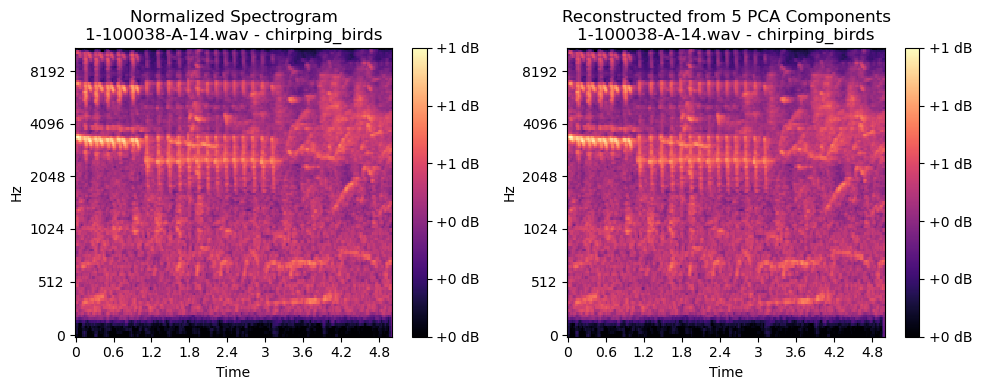 Normalized Spectrogram
1-100038-A-14.wav - chirping_birds
+1 dB
8192
+1 dB
4096
+1 dB
Hz
2048
+0 dB
1024
+0 dB
512
0
+0 dB
0 0.6 1.2 1.8 2.4 3 3.6 4.2 4.8
Time
Reconstructed from 5 PCA Components
1-100038-A-14.wav - chirping_birds
+1 dB
8192
+1 dB
4096
+1 dB
Hz
2048
+0 dB
1024
+0 dB
512
0
+0 dB
0 0.6 1.2 1.8 2.4 3 3.6 4.2 4.8
Time